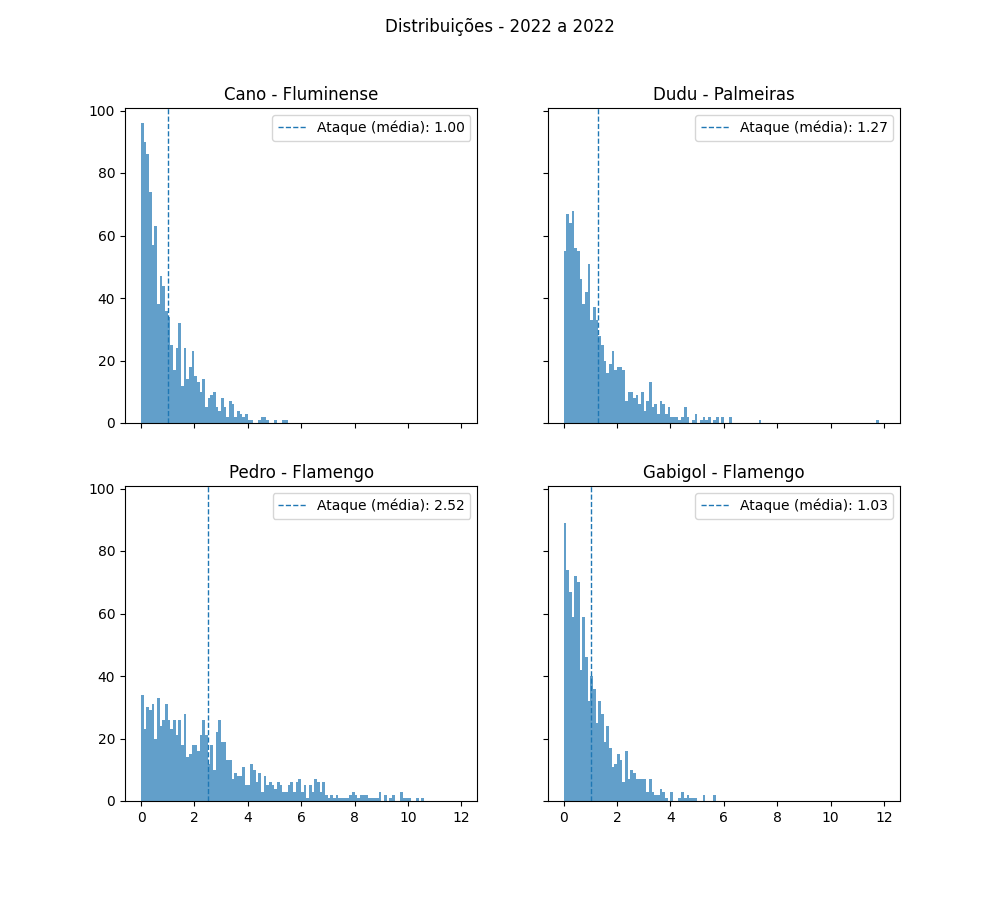 Distribuições - 2022 a 2022
Cano - Fluminense
Dudu - Palmeiras
100
80
60
40
20
0
Ataque (média): 1.00
Ataque (média): 1.27
Pedro - Flamengo
Gabigol - Flamengo
100
80
60
40
20
0
Ataque (média): 2.52
Ataque (média): 1.03
0 2 4 6 8 10 12
0 2 4 6 8 10 12